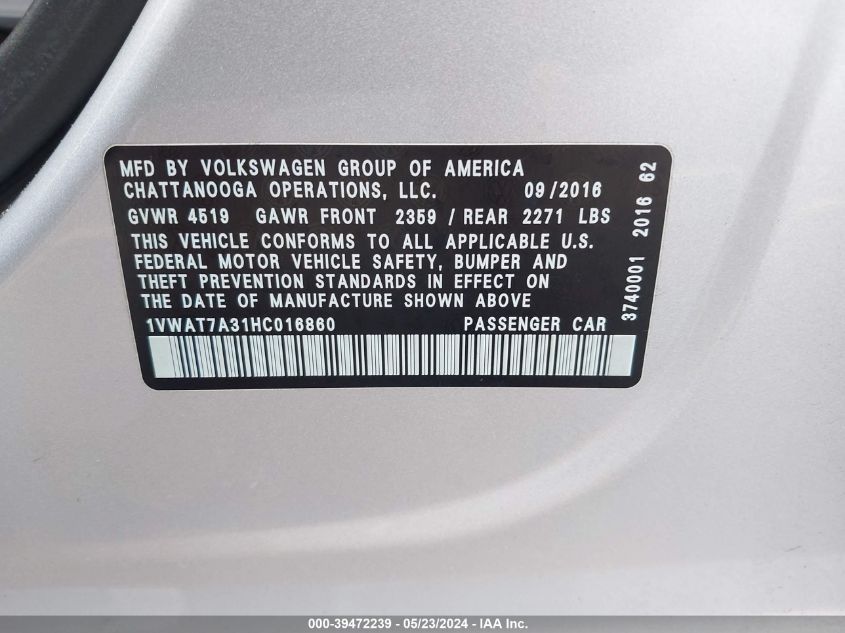 MFD BY VOLKSWAGEN GROUP OF AMERICA
CHATTANOOGA OPERATIONS, LLC. 09/2016
GVWR 4519 GAWR FRONT 2359 / REAR 2271 LBS
THIS VEHICLE CONFORMS TO ALL APPLICABLE U.S.
FEDERAL MOTOR VEHICLE SAFETY, BUMPER AND
THEFT PREVENTION STANDARDS IN EFFECT ON
THE DATE OF MANUFACTURE SHOWN ABOVE
1VWAT7A31HC016860 PASSENGER CAR
3740001 2016 62
000-39472239 - 05/23/2024 - IAA Inc.